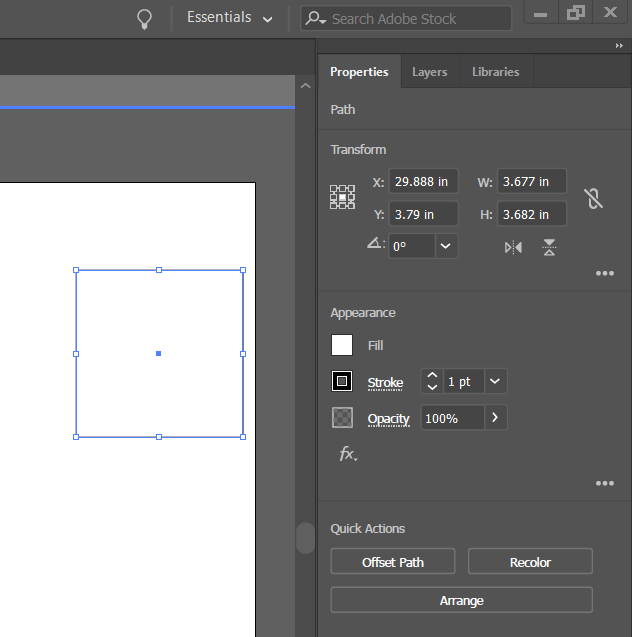 Essentials
Search Adobe Stock
Properties Layers Libraries
Path
Transform
X: 29.888 in W: 3.677 in
Y: 3.79 in H: 3.682 in
0°
Appearance
Fill
Stroke 1 pt
Opacity 100%
fx.
Quick Actions
Offset Path Recolor
Arrange